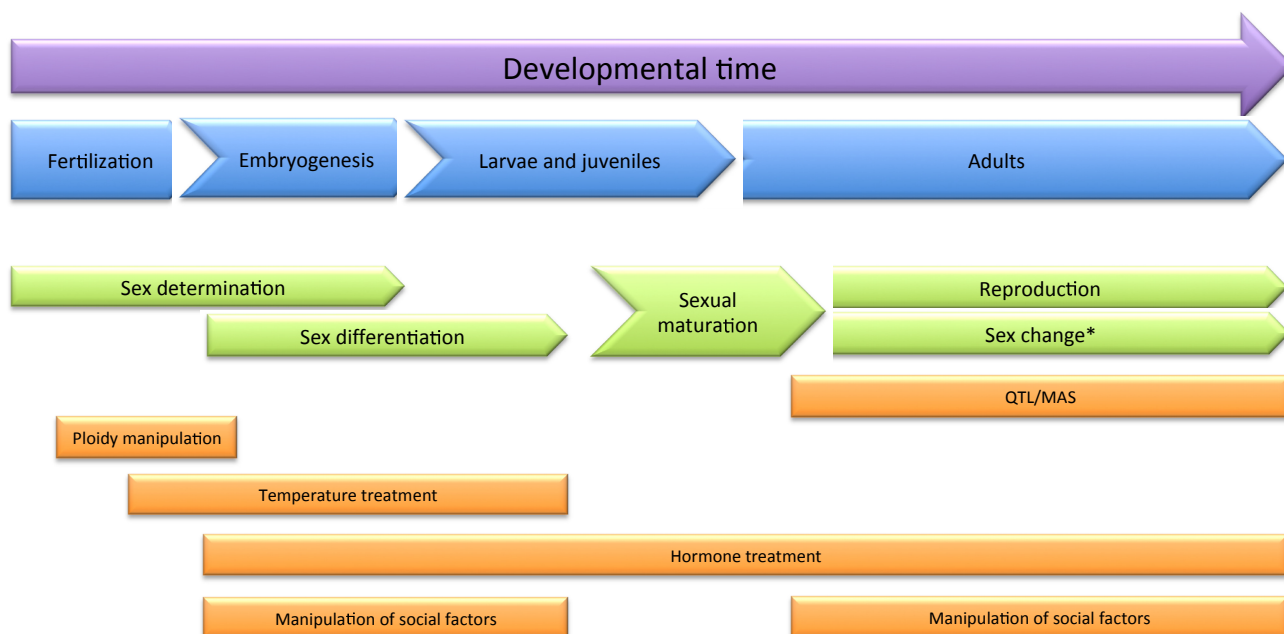 Developmental time
Fertilization
Embryogenesis
Larvae and juveniles
Adults
Sex determination
Sex differentiation
Sexual
maturation
Reproduction
Sex change*
QTL/MAS
Ploidy manipulation
Temperature treatment
Hormone treatment
Manipulation of social factors
Manipulation of social factors